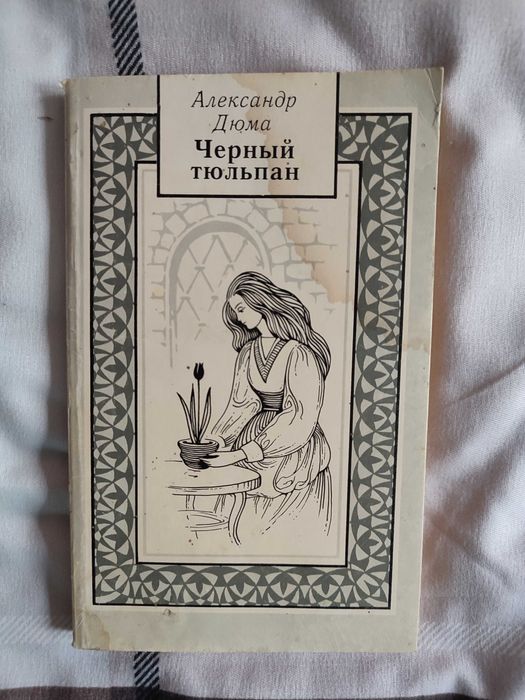 Александр
Дюма
Черный
тюльпан